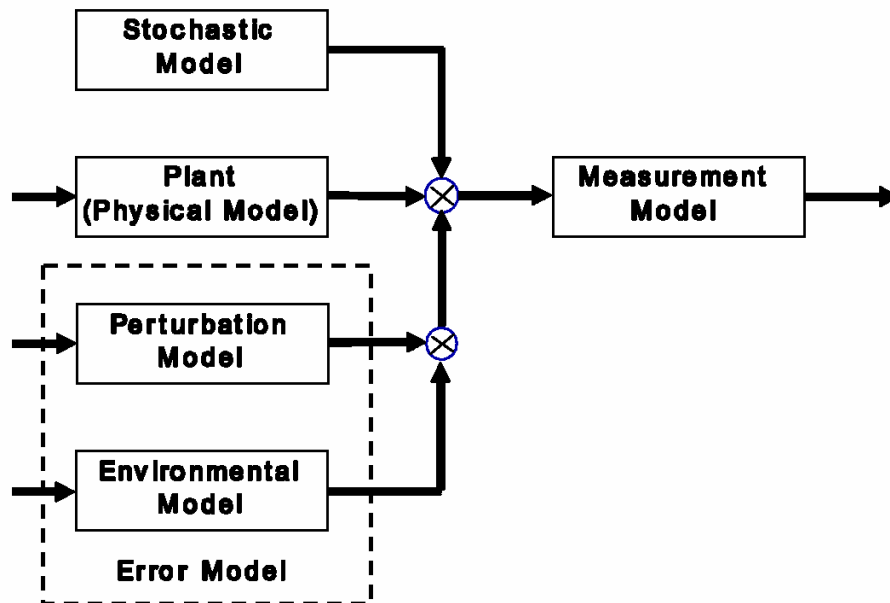 Stochastic
Model
Plant
(Physical Model)
Measurement
Model
Perturbation
Model
Environmental
Model
Error Model